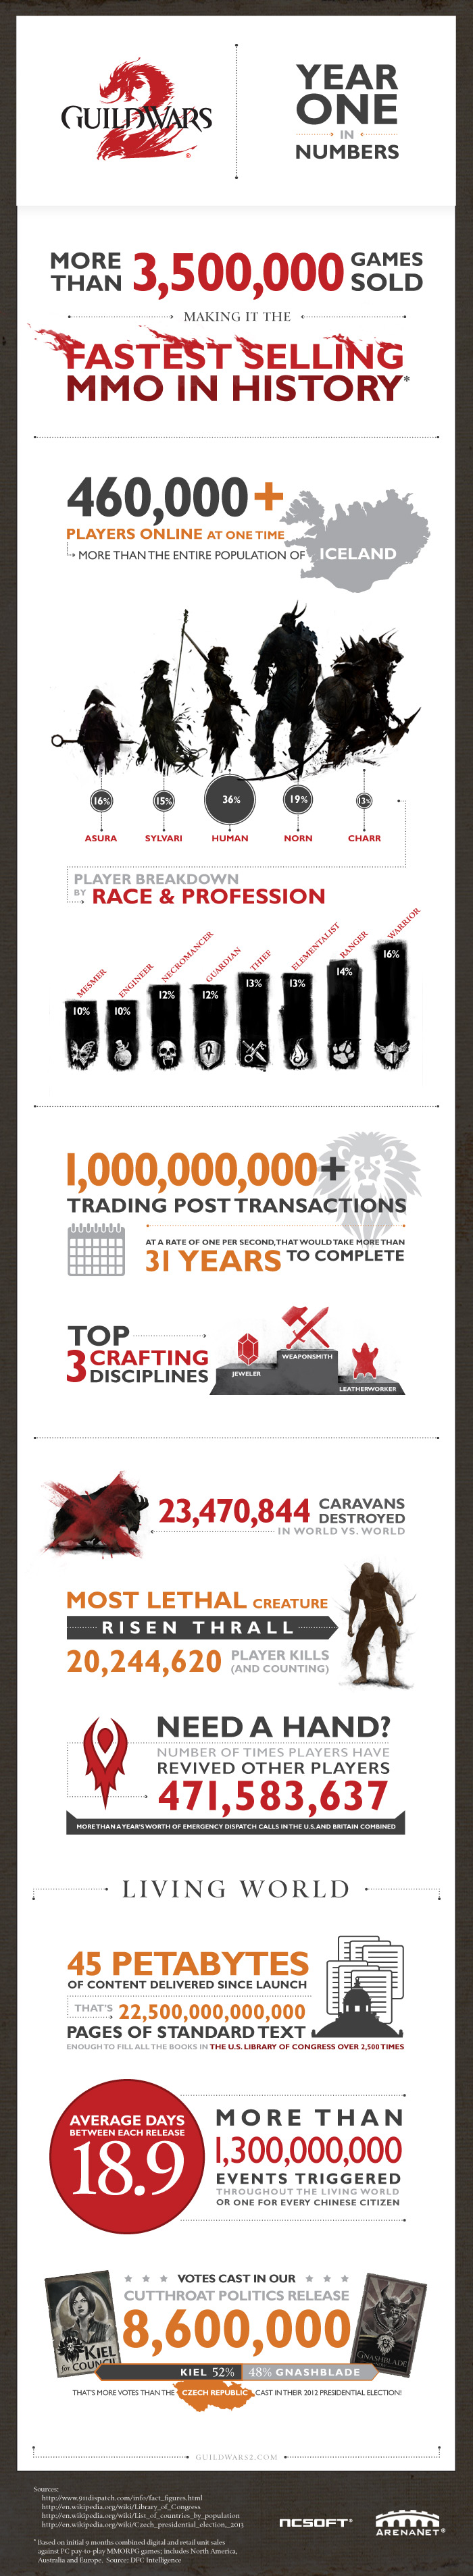 GUILD WARS 2
YEAR
ONE
IN
NUMBERS
MORE THAN 3,500,000 GAMES SOLD
MAKING IT THE
FASTEST SELLING
MMO IN HISTORY*
460,000+
PLAYERS ONLINE AT ONE TIME
MORE THAN THE ENTIRE POPULATION OF ICELAND
16% 15% 36% 19% 13%
ASURA SYLVARI HUMAN NORN CHARR
PLAYER BREAKDOWN
BY RACE & PROFESSION
MESMER ENGINEER NECROMANCER GUARDIAN THIEF ELEMENTALIST RANGER WARRIOR
10% 10% 12% 12% 13% 13% 14% 16%
1,000,000,000+
TRADING POST TRANSACTIONS
AT A RATE OF ONE PER SECOND, THAT WOULD TAKE MORE THAN
31 YEARS TO COMPLETE
TOP
3 CRAFTING
DISCIPLINES
JEWELER
WEAPONSMITH
LEATHERWORKER
23,470,844 CARAVANS DESTROYED
IN WORLD VS. WORLD
MOST LETHAL CREATURE
RISEN THRALL
20,244,620 PLAYER KILLS (AND COUNTING)
NEED A HAND?
NUMBER OF TIMES PLAYERS HAVE
REVIVED OTHER PLAYERS
471,583,637
MORE THAN A YEAR'S WORTH OF EMERGENCY DISPATCH CALLS IN THE U.S. AND BRITAIN COMBINED
LIVING WORLD
45 PETABYTES
OF CONTENT DELIVERED SINCE LAUNCH
THAT'S 22,500,000,000,000
PAGES OF STANDARD TEXT
ENOUGH TO FILL ALL THE BOOKS IN THE U.S. LIBRARY OF CONGRESS OVER 2,500 TIMES
AVERAGE DAYS
BETWEEN EACH RELEASE
18.9
MORE THAN
1,300,000,000
EVENTS TRIGGERED
THROUGHOUT THE LIVING WORLD
OR ONE FOR EVERY CHINESE CITIZEN
VOTES CAST IN OUR
CUTTHROAT POLITICS RELEASE
8,600,000
KIEL
for COUNCIL
GNASHBLADE
KIEL 52% 48% GNASHBLADE
THAT'S MORE VOTES THAN THE CZECH REPUBLIC CAST IN THEIR 2012 PRESIDENTIAL ELECTION!
GUILDWARS2.COM
Sources:
http://www.911dispatch.com/info/fact_figures.html
http://en.wikipedia.org/wiki/Library_of_Congress
http://en.wikipedia.org/wiki/List_of_countries_by_population
http://en.wikipedia.org/wiki/Czech_presidential_election,_2013
* Based on initial 9 months combined digital and retail unit sales
against PC pay-to-play MMORPG games; includes North America,
Australia and Europe. Source: DFC Intelligence
NCSOFT®
ARENANET®